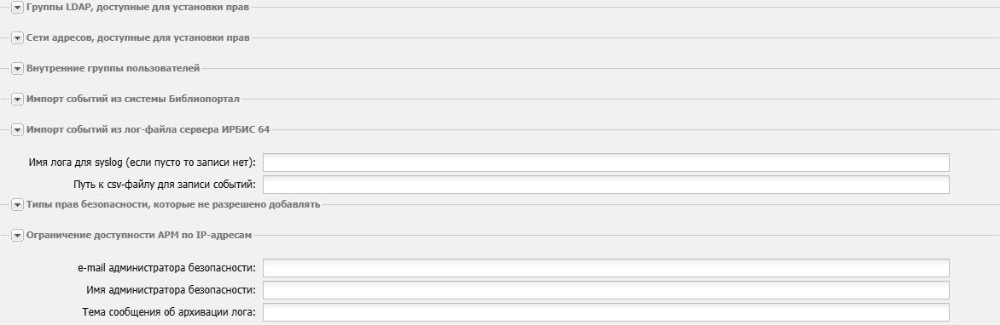 Группы LDAP, доступные для установки прав
Сети адресов, доступные для установки прав
Внутренние группы пользователей
Импорт событий из системы Библиопортал
Импорт событий из лог-файла сервера ИРБИС 64
Имя лога для syslog (если пусто то записи нет):
Путь к csv-файлу для записи событий:
Типы прав безопасности, которые не разрешено добавлять
Ограничение доступности АРМ по IP-адресам
e-mail администратора безопасности:
Имя администратора безопасности:
Тема сообщения об архивации лога: